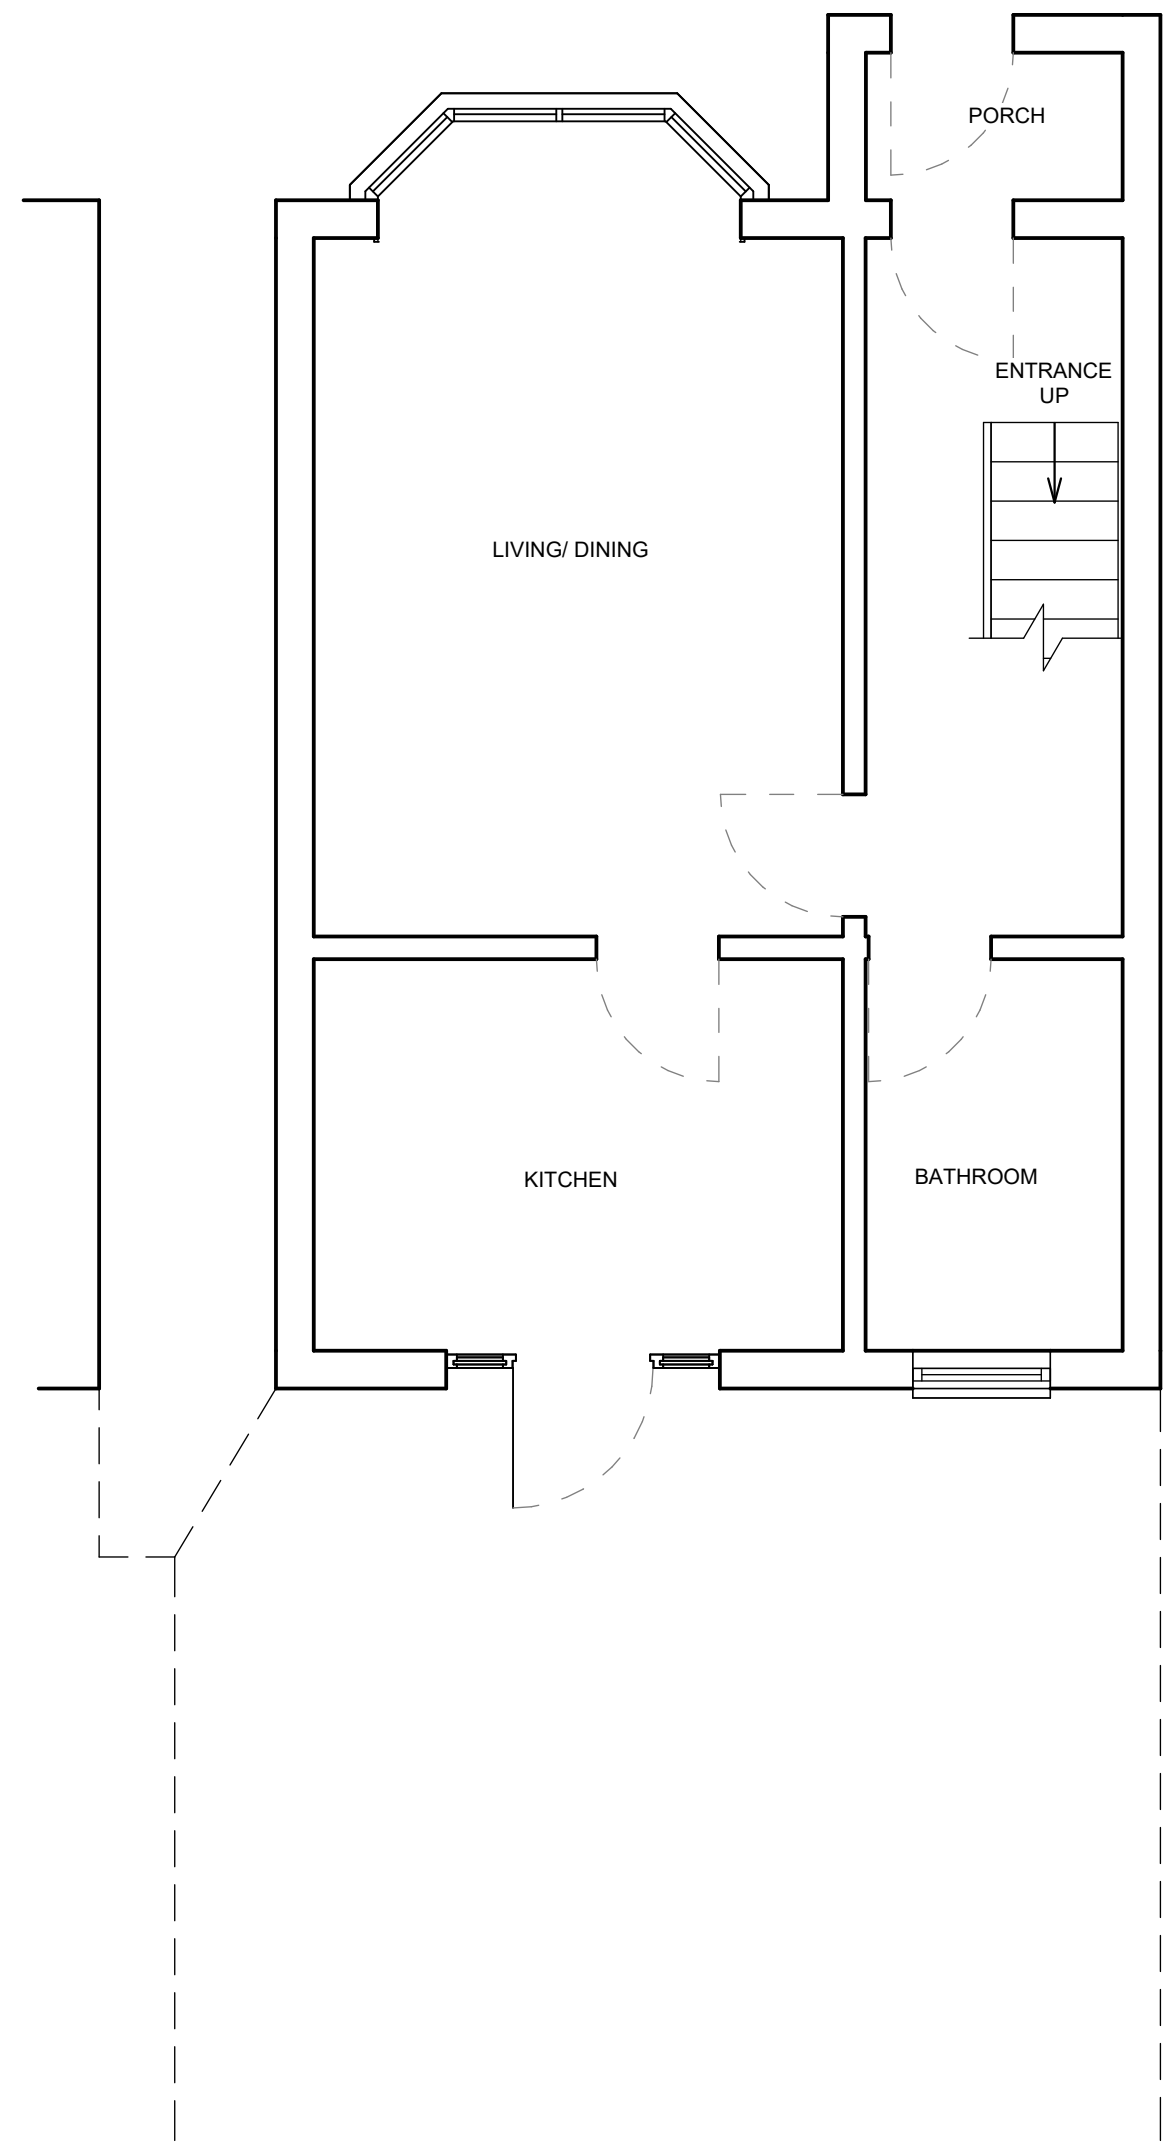 PORCH
ENTRANCE
UP
LIVING/ DINING
KITCHEN
BATHROOM